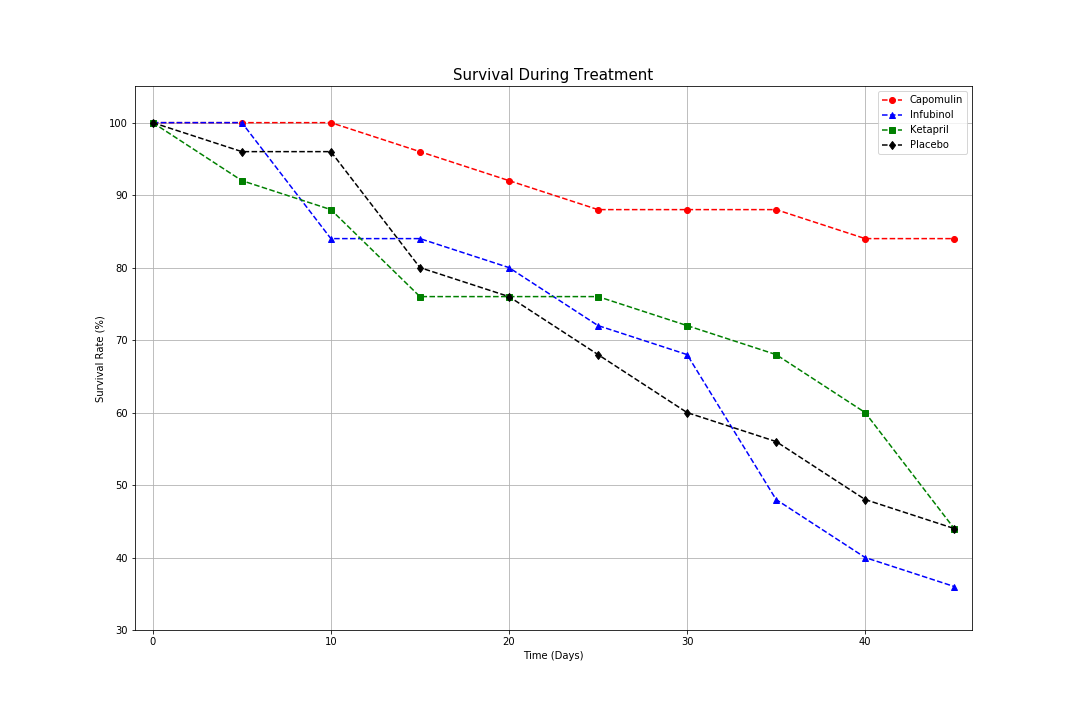 Survival During Treatment
Capomulin
Infubinol
Ketapril
Placebo
Survival Rate (%)
100
90
80
70
60
50
40
30
0 10 20 30 40
Time (Days)